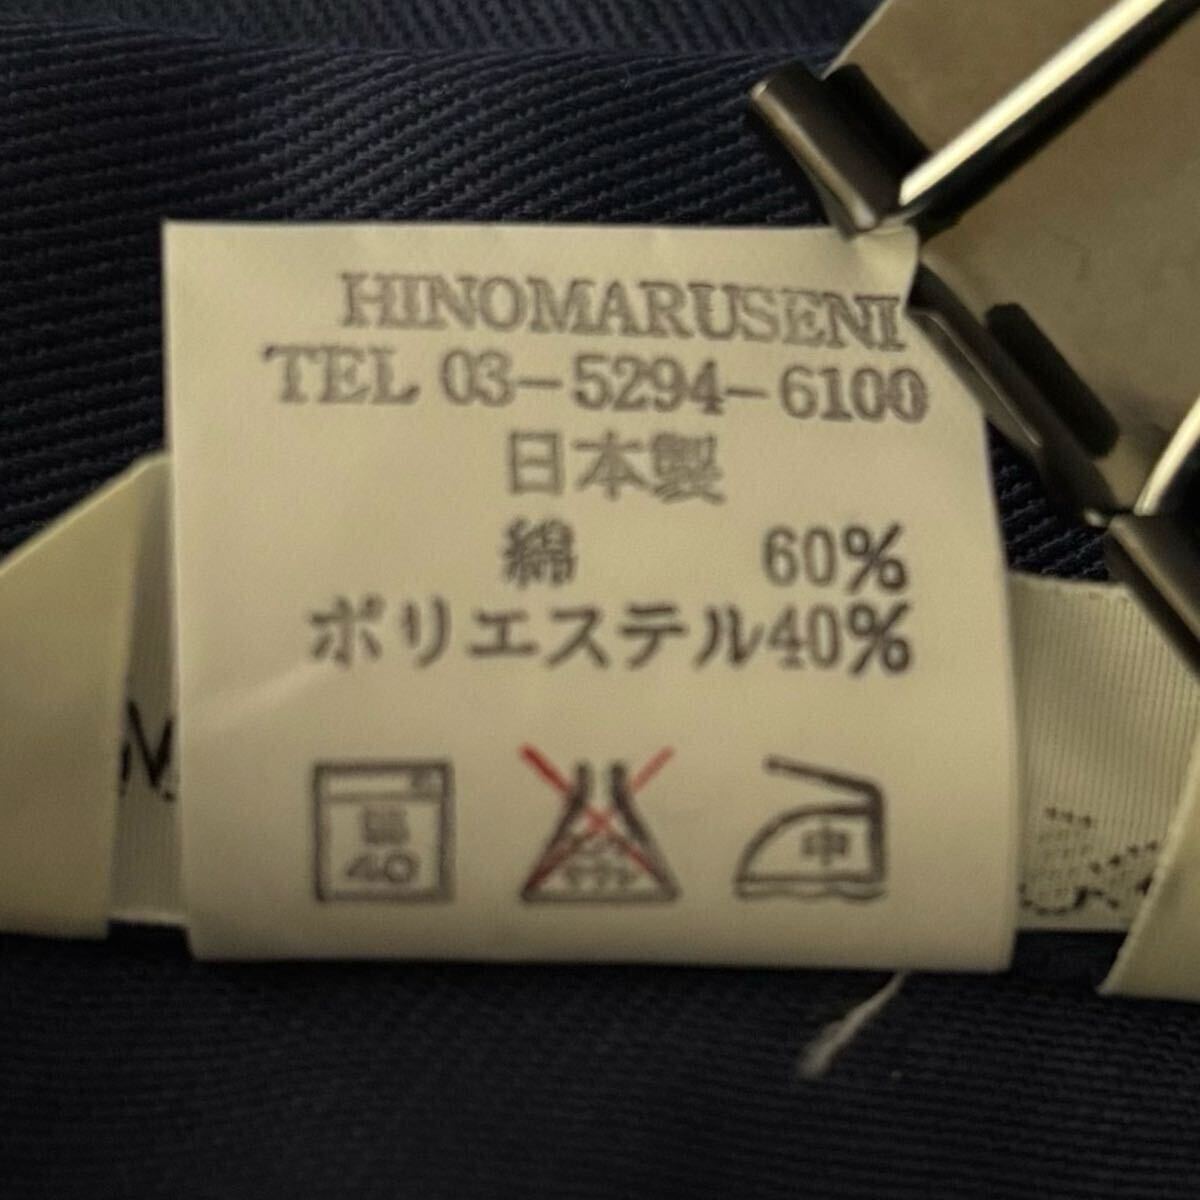 HINOMARUSENI
TEL 03-5294-6100
日本製
綿 60%
ポリエステル40%
40
中